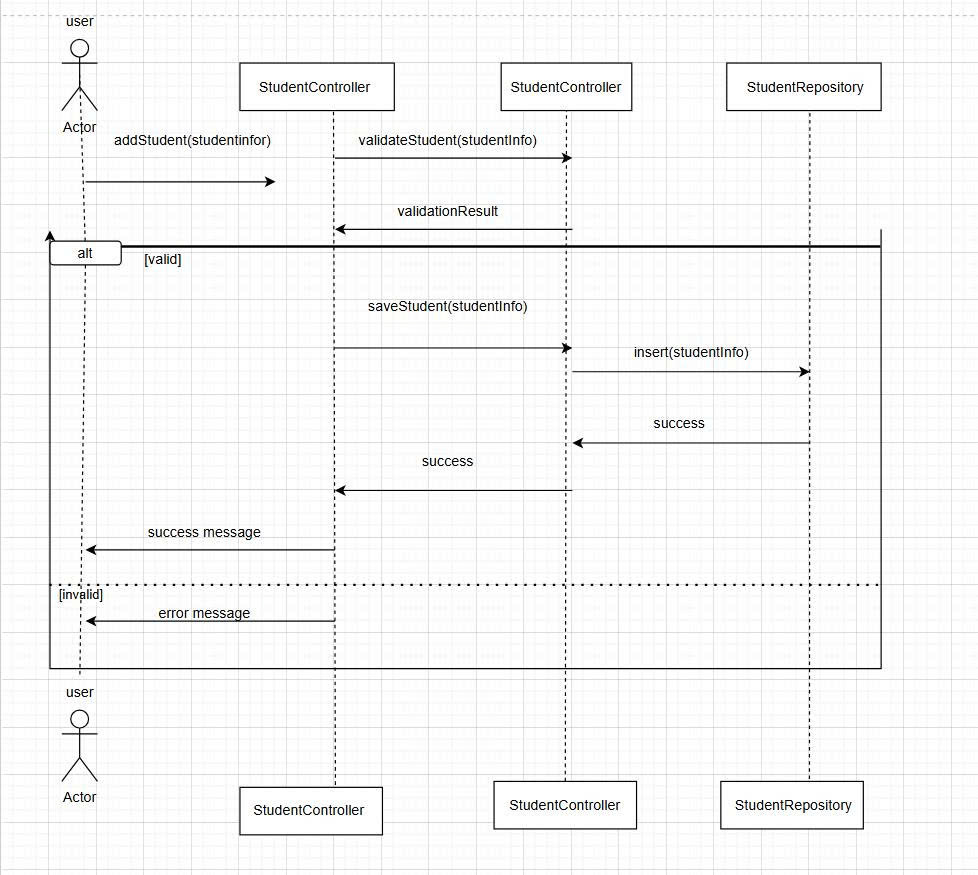 user
Actor
StudentController
StudentController
StudentRepository
addStudent(studentinfor)
validateStudent(studentInfo)
validationResult
alt
[valid]
saveStudent(studentInfo)
insert(studentInfo)
success
success
success message
[invalid]
error message
user
Actor
StudentController
StudentController
StudentRepository